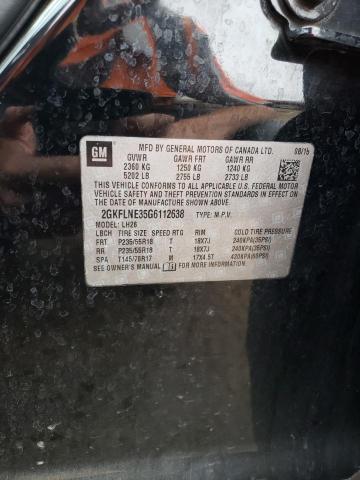 GM
MFD BY GENERAL MOTORS OF CANADA LTD. 08/15
GVWR GAWR FRT GAWR RR
2360 KG 1250 KG 1240 KG
5202 LB 2755 LB 2733 LB
THIS VEHICLE CONFORMS TO ALL APPLICABLE U.S. FEDERAL MOTOR
VEHICLE SAFETY AND THEFT PREVENTION STANDARDS IN EFFECT ON
THE DATE OF MANUFACTURE SHOWN ABOVE.
2GKFLNE35G6112638 TYPE: M.P.V.
MODEL: LH26
LBCH TIRE SIZE SPEED RTG RIM COLD TIRE PRESSURE
FRT P235/55R18 T 18X7J 240KPA(35PSI)
RR P235/55R18 T 18X7J 240KPA(35PSI)
SPA T145/70R17 M 17X4.5T 420KPA(60PSI)
SEE OWNER'S MANUAL FOR MORE INFORMATION.